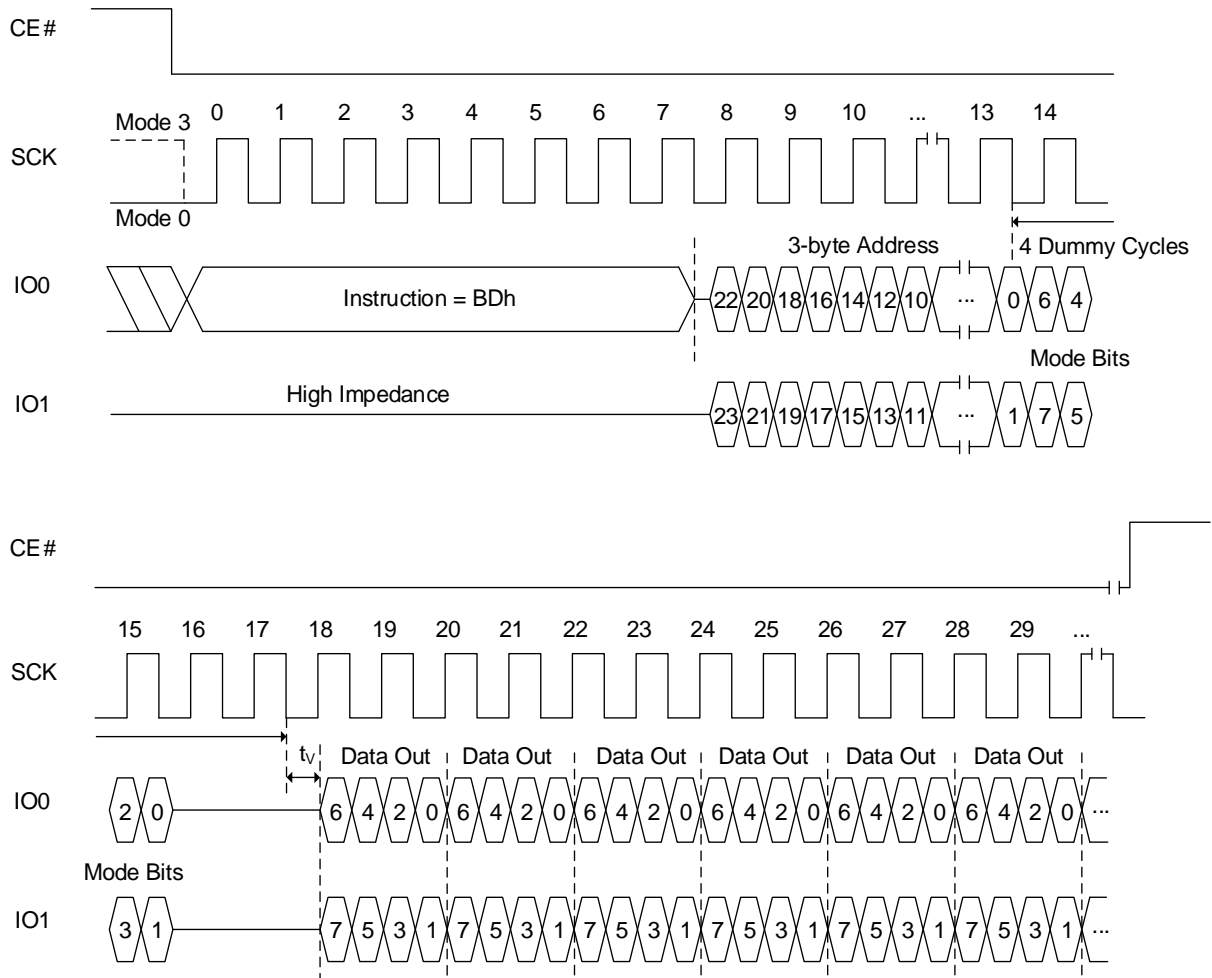 CE#
0 1 2 3 4 5 6 7 8 9 10 ... 13 14
Mode 3
SCK
Mode 0
3-byte Address 4 Dummy Cycles
IO0 Instruction = BDh 22 20 18 16 14 12 10 ... 0 6 4
Mode Bits
High Impedance
IO1 23 21 19 17 15 13 11 ... 1 7 5
CE#
15 16 17 18 19 20 21 22 23 24 25 26 27 28 29 ...
SCK
tV Data Out Data Out Data Out Data Out Data Out Data Out
IO0 2 0 6 4 2 0 6 4 2 0 6 4 2 0 6 4 2 0 6 4 2 0 6 4 2 0 ...
Mode Bits
IO1 3 1 7 5 3 1 7 5 3 1 7 5 3 1 7 5 3 1 7 5 3 1 7 5 3 1 ...